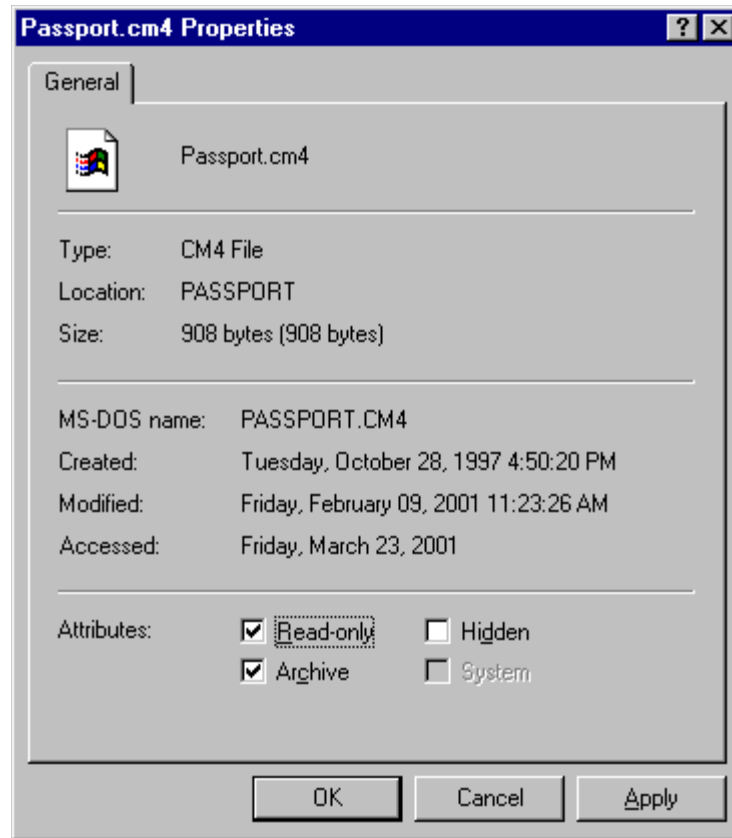 Passport.cm4 Properties
General
Passport.cm4
Type: CM4 File
Location: PASSPORT
Size: 908 bytes (908 bytes)
MS-DOS name: PASSPORT.CM4
Created: Tuesday, October 28, 1997 4:50:20 PM
Modified: Friday, February 09, 2001 11:23:26 AM
Accessed: Friday, March 23, 2001
Attributes: Read-only Hidden
Archive System
OK Cancel Apply